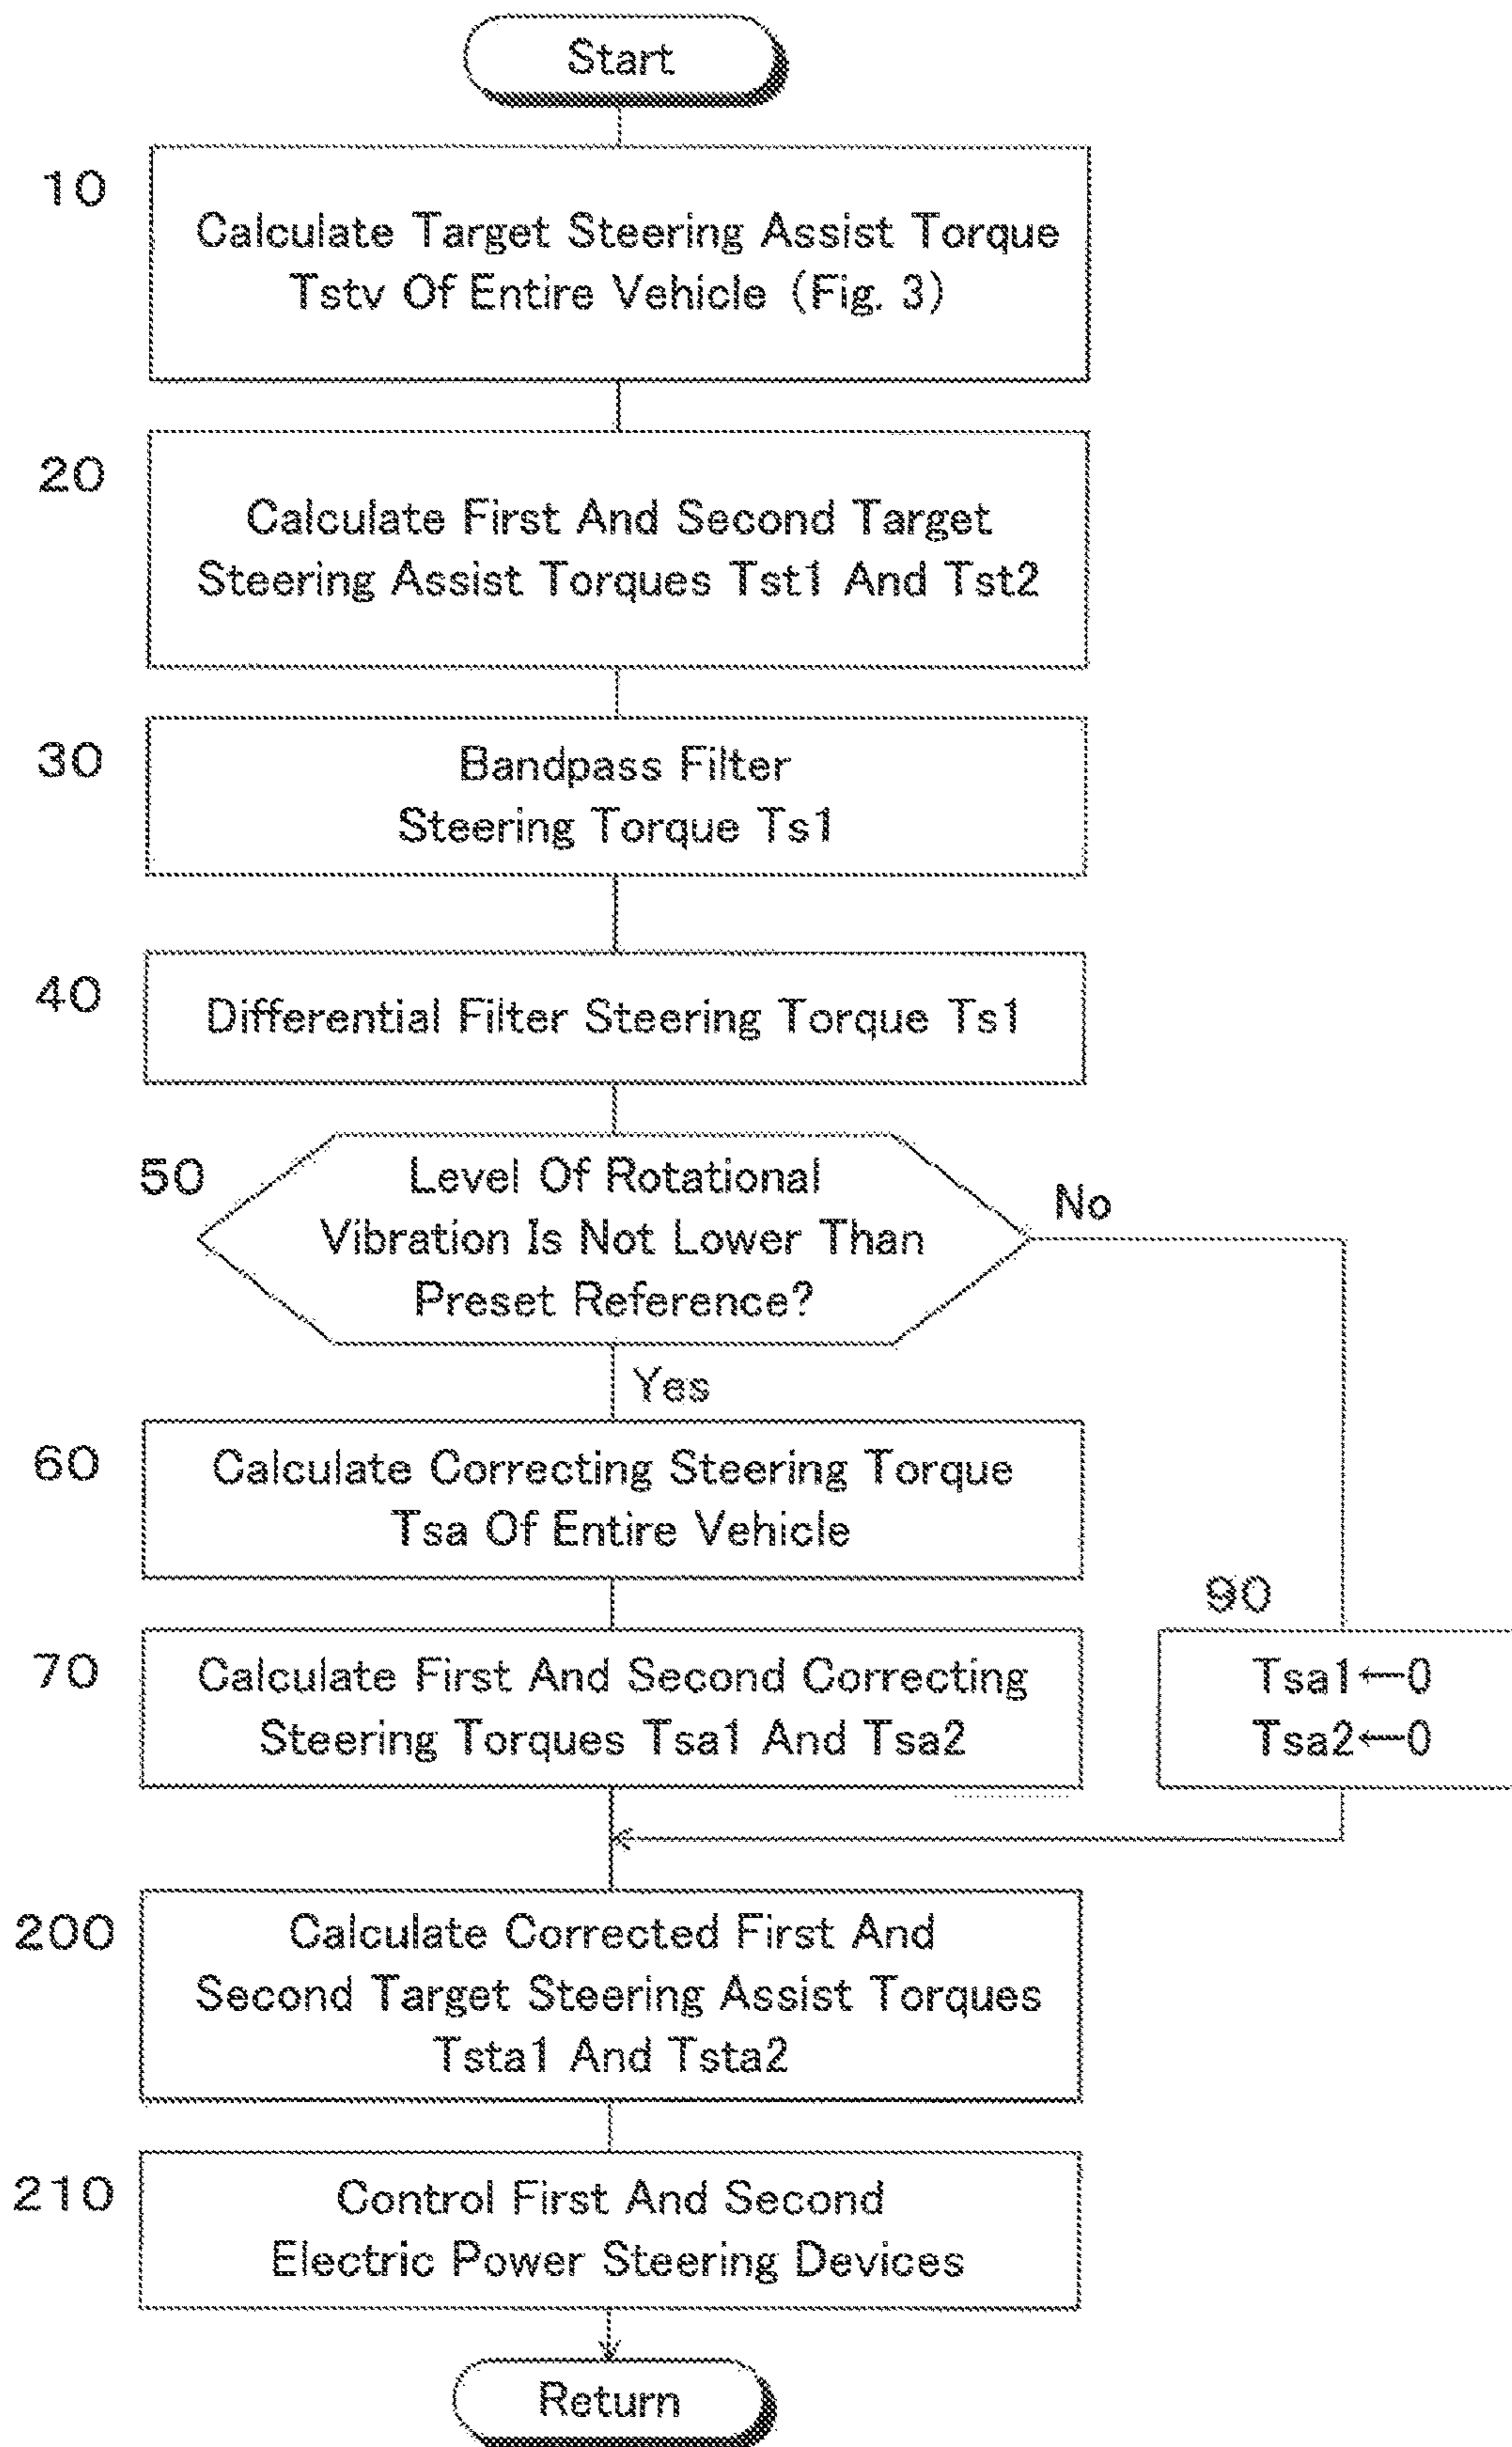 Start
10
Calculate Target Steering Assist Torque
Tstv Of Entire Vehicle (Fig. 3)
20
Calculate First And Second Target
Steering Assist Torques Tst1 And Tst2
30
Bandpass Filter
Steering Torque Ts1
40
Differential Filter Steering Torque Ts1
50
Level Of Rotational
Vibration Is Not Lower Than
Preset Reference?
No
Yes
60
Calculate Correcting Steering Torque
Tsa Of Entire Vehicle
70
Calculate First And Second Correcting
Steering Torques Tsa1 And Tsa2
90
Tsa1←0
Tsa2←0
200
Calculate Corrected First And
Second Target Steering Assist Torques
Tsta1 And Tsta2
210
Control First And Second
Electric Power Steering Devices
Return